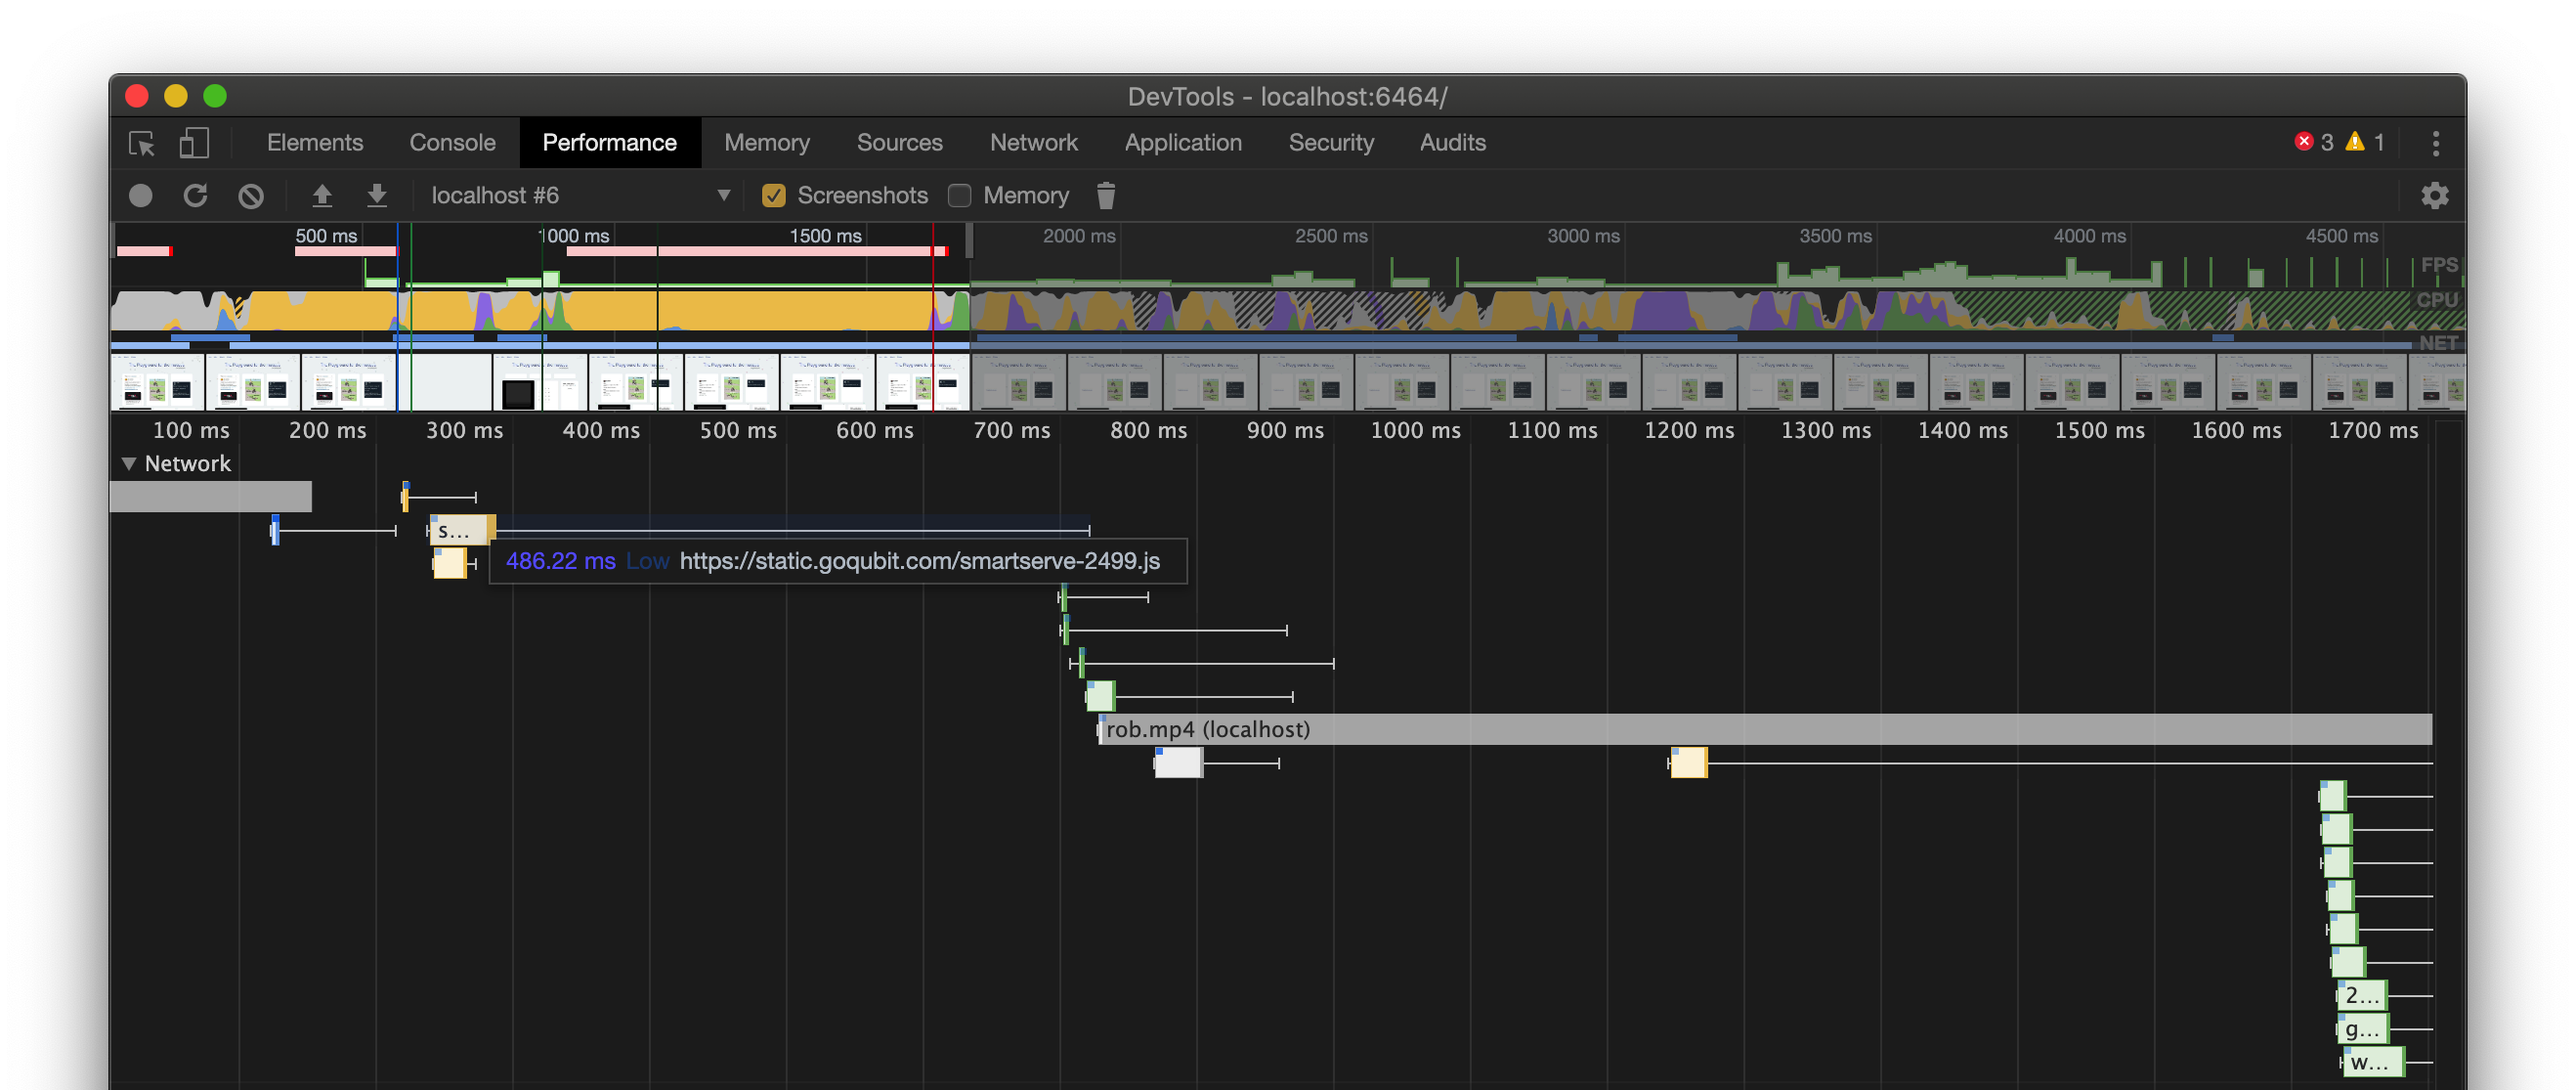 DevTools - localhost:6464/
Elements Console Performance Memory Sources Network Application Security Audits 3 1
localhost #6 Screenshots Memory
500 ms 1000 ms 1500 ms 2000 ms 2500 ms 3000 ms 3500 ms 4000 ms 4500 ms
FPS
CPU
NET
100 ms 200 ms 300 ms 400 ms 500 ms 600 ms 700 ms 800 ms 900 ms 1000 ms 1100 ms 1200 ms 1300 ms 1400 ms 1500 ms 1600 ms 1700 ms
Network
s...
486.22 ms Low https://static.goqubit.com/smartserve-2499.js
rob.mp4 (localhost)
2...
g...
w...